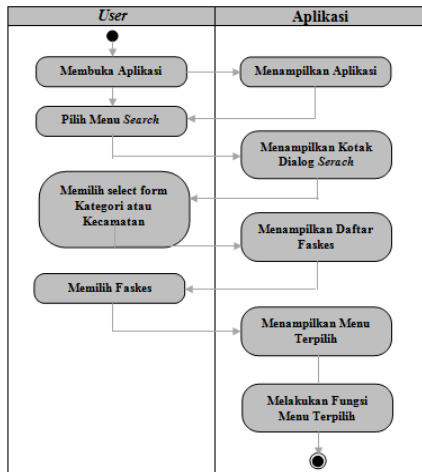 User
Aplikasi
Membuka Aplikasi
Menampilkan Aplikasi
Pilih Menu Search
Menampilkan Kotak
Dialog Serach
Memilih select form
Kategori atau
Kecamatan
Menampilkan Daftar
Faskes
Memilih Faskes
Menampilkan Menu
Terpilih
Melakukan Fungsi
Menu Terpilih